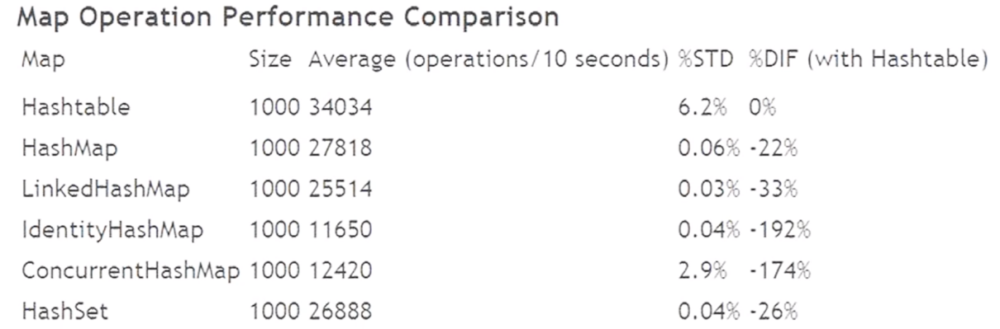 Map Operation Performance Comparison
Map Size Average (operations/10 seconds) %STD %DIF (with Hashtable)
Hashtable 1000 34034 6.2% 0%
HashMap 1000 27818 0.06% -22%
LinkedHashMap 1000 25514 0.03% -33%
IdentityHashMap 1000 11650 0.04% -192%
ConcurrentHashMap 1000 12420 2.9% -174%
HashSet 1000 26888 0.04% -26%